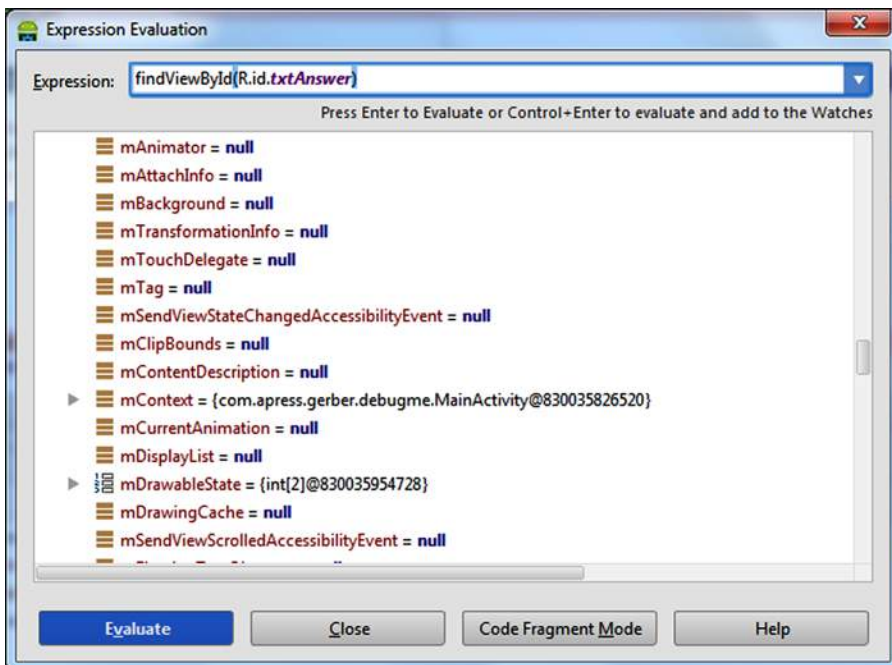 Expression Evaluation
Expression: findViewById(R.id.txtAnswer)
Press Enter to Evaluate or Control+Enter to evaluate and add to the Watches
mAnimator = null
mAttachInfo = null
mBackground = null
mTransformationInfo = null
mTouchDelegate = null
mTag = null
mSendViewStateChangedAccessibilityEvent = null
mClipBounds = null
mContentDescription = null
mContext = {com.apress.gerber.debugme.MainActivity@830035826520}
mCurrentAnimation = null
mDisplayList = null
mDrawableState = {int[2]@830035954728}
mDrawingCache = null
mSendViewScrolledAccessibilityEvent = null
Evaluate Close Code Fragment Mode Help